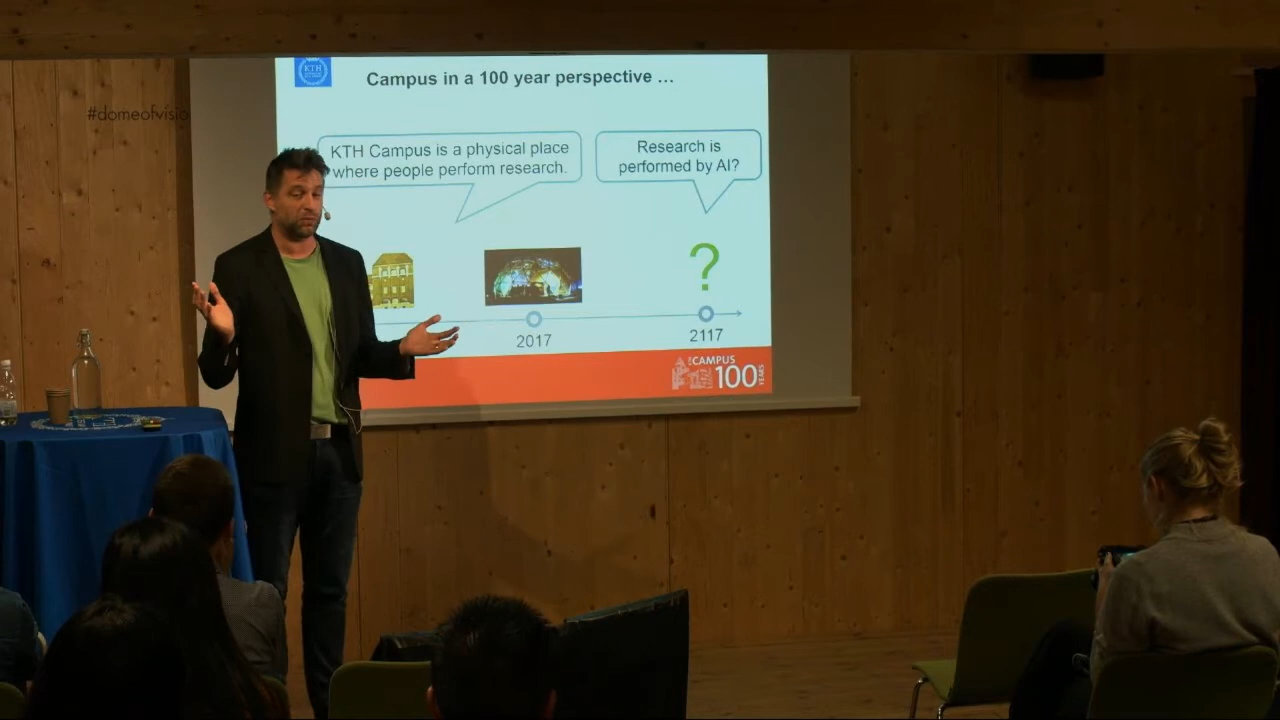 KTH
Campus in a 100 year perspective ...
#domeofvisio
KTH Campus is a physical place
where people perform research.
Research is
performed by AI?
?
2017
2117
CAMPUS
100
YEARS